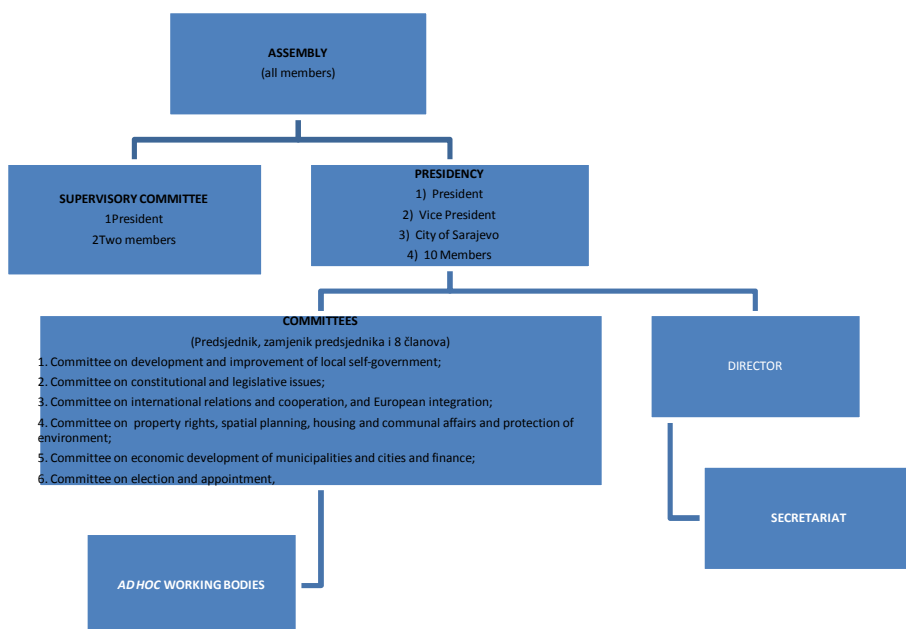 ASSEMBLY
(all members)
SUPERVISORY COMMITTEE
1President
2Two members
PRESIDENCY
1) President
2) Vice President
3) City of Sarajevo
4) 10 Members
COMMITTEES
(Predsjednik, zamjenik predsjednika i 8 članova)
1. Committee on development and improvement of local self-government;
2. Committee on constitutional and legislative issues;
3. Committee on international relations and cooperation, and European integration;
4. Committee on property rights, spatial planning, housing and communal affairs and protection of
environment;
5. Committee on economic development of municipalities and cities and finance;
6. Committee on election and appointment,
DIRECTOR
SECRETARIAT
AD HOC WORKING BODIES